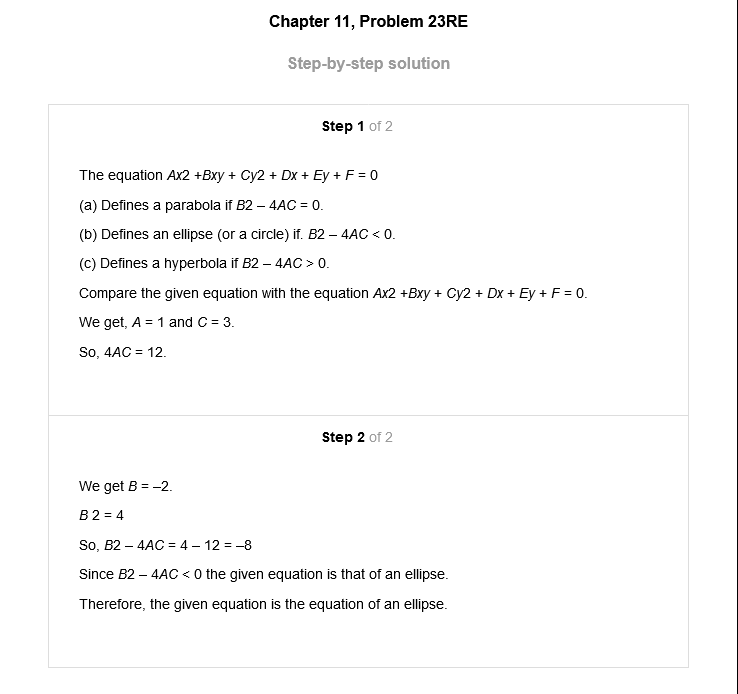 Chapter 11, Problem 23RE
Step-by-step solution
Step 1 of 2
The equation Ax2 +Bxy + Cy2 + Dx + Ey + F = 0
(a) Defines a parabola if B2 – 4AC = 0.
(b) Defines an ellipse (or a circle) if. B2 – 4AC < 0.
(c) Defines a hyperbola if B2 – 4AC > 0.
Compare the given equation with the equation Ax2 +Bxy + Cy2 + Dx + Ey + F = 0.
We get, A = 1 and C = 3.
So, 4AC = 12.
Step 2 of 2
We get B = –2.
B 2 = 4
So, B2 – 4AC = 4 – 12 = –8
Since B2 – 4AC < 0 the given equation is that of an ellipse.
Therefore, the given equation is the equation of an ellipse.